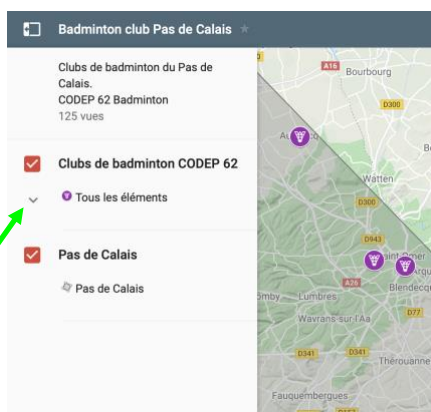 Badminton club Pas de Calais
Clubs de badminton du Pas de
Calais.
CODEP 62 Badminton
125 vues
Clubs de badminton CODEP 62
Tous les éléments
Pas de Calais
Pas de Calais
A16
Bourbourg
D300
Watten
D300
D943
A26
Lumbres
Blendecq
D77
Wavrans-sur-l'Aa
D341
D341
Thérouanne
Fauquembergues